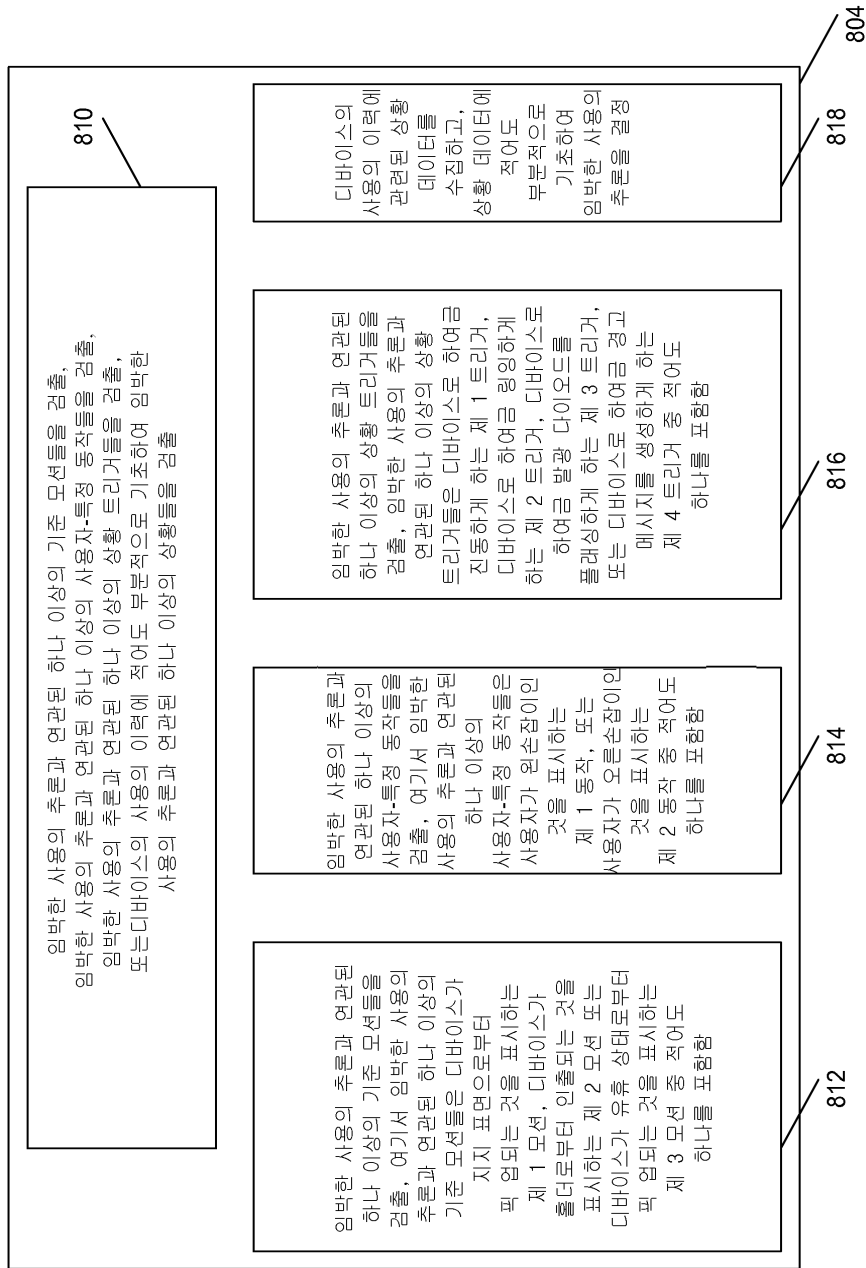 임박한 사용의 추론과 연관된 하나 이상의 기준 모션들을 검출,
임박한 사용의 추론과 연관된 하나 이상의 사용자-특정 동작들을 검출,
임박한 사용의 추론과 연관된 하나 이상의 상황 트리거들을 검출,
또는디바이스의 사용의 이력에 적어도 부분적으로 기초하여 임박한
사용의 추론과 연관된 하나 이상의 상황들을 검출
810
임박한 사용의 추론과 연관된
하나 이상의 기준 모션들을
검출, 여기서 임박한 사용의
추론과 연관된 하나 이상의
기준 모션들은 디바이스가
지지 표면으로부터
픽 업되는 것을 표시하는
제 1 모션, 디바이스가
홀더로부터 인출되는 것을
표시하는 제 2 모션 또는
디바이스가 유휴 상태로부터
픽 업되는 것을 표시하는
제 3 모션 중 적어도
하나를 포함함
812
임박한 사용의 추론과
연관된 하나 이상의
사용자-특정 동작들을
검출, 여기서 임박한
사용의 추론과 연관된
하나 이상의
사용자-특정 동작들은
사용자가 왼손잡이인
것을 표시하는
제 1 동작, 또는
사용자가 오른손잡이인
것을 표시하는
제 2 동작 중 적어도
하나를 포함함
814
임박한 사용의 추론과 연관된
하나 이상의 상황 트리거들을
검출, 임박한 사용의 추론과
연관된 하나 이상의 상황
트리거들은 디바이스로 하여금
진동하게 하는 제 1 트리거,
디바이스로 하여금 링잉하게
하는 제 2 트리거, 디바이스로
하여금 발광 다이오드를
플래싱하게 하는 제 3 트리거,
또는 디바이스로 하여금 경고
메시지를 생성하게 하는
제 4 트리거 중 적어도
하나를 포함함
816
디바이스의
사용의 이력에
관련된 상황
데이터를
수집하고,
상황 데이터에
적어도
부분적으로
기초하여
임박한 사용의
추론을 결정
818
804